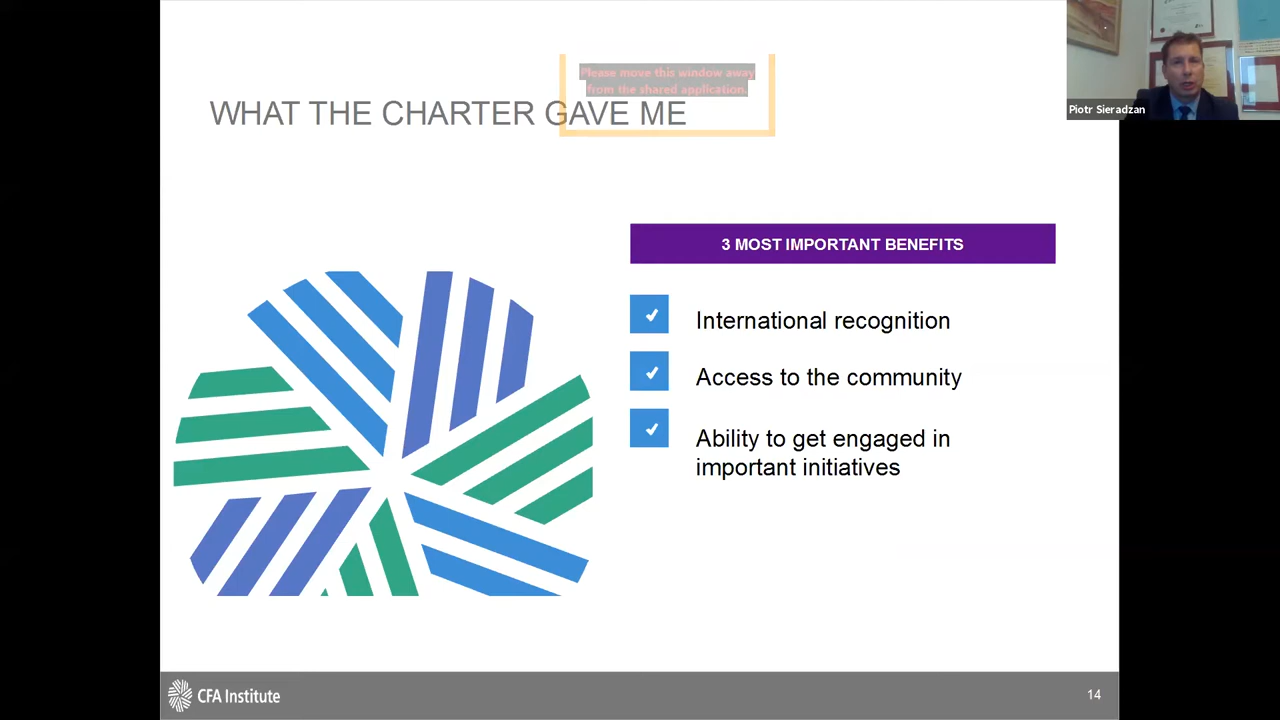 Please move this window away
from the shared application.
WHAT THE CHARTER GAVE ME
Piotr Sieradzan
3 MOST IMPORTANT BENEFITS
International recognition
Access to the community
Ability to get engaged in
important initiatives
CFA Institute
14